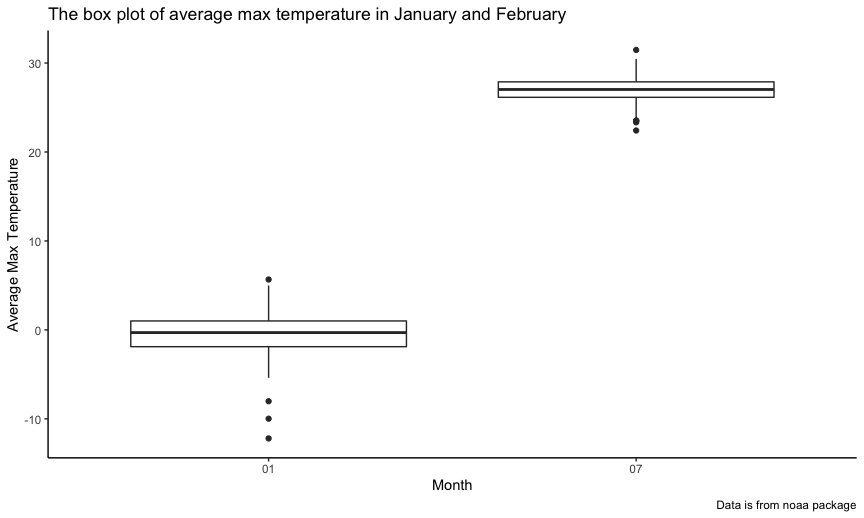 The box plot of average max temperature in January and February
Average Max Temperature
30
20
10
0
-10
01
07
Month
Data is from noaa package